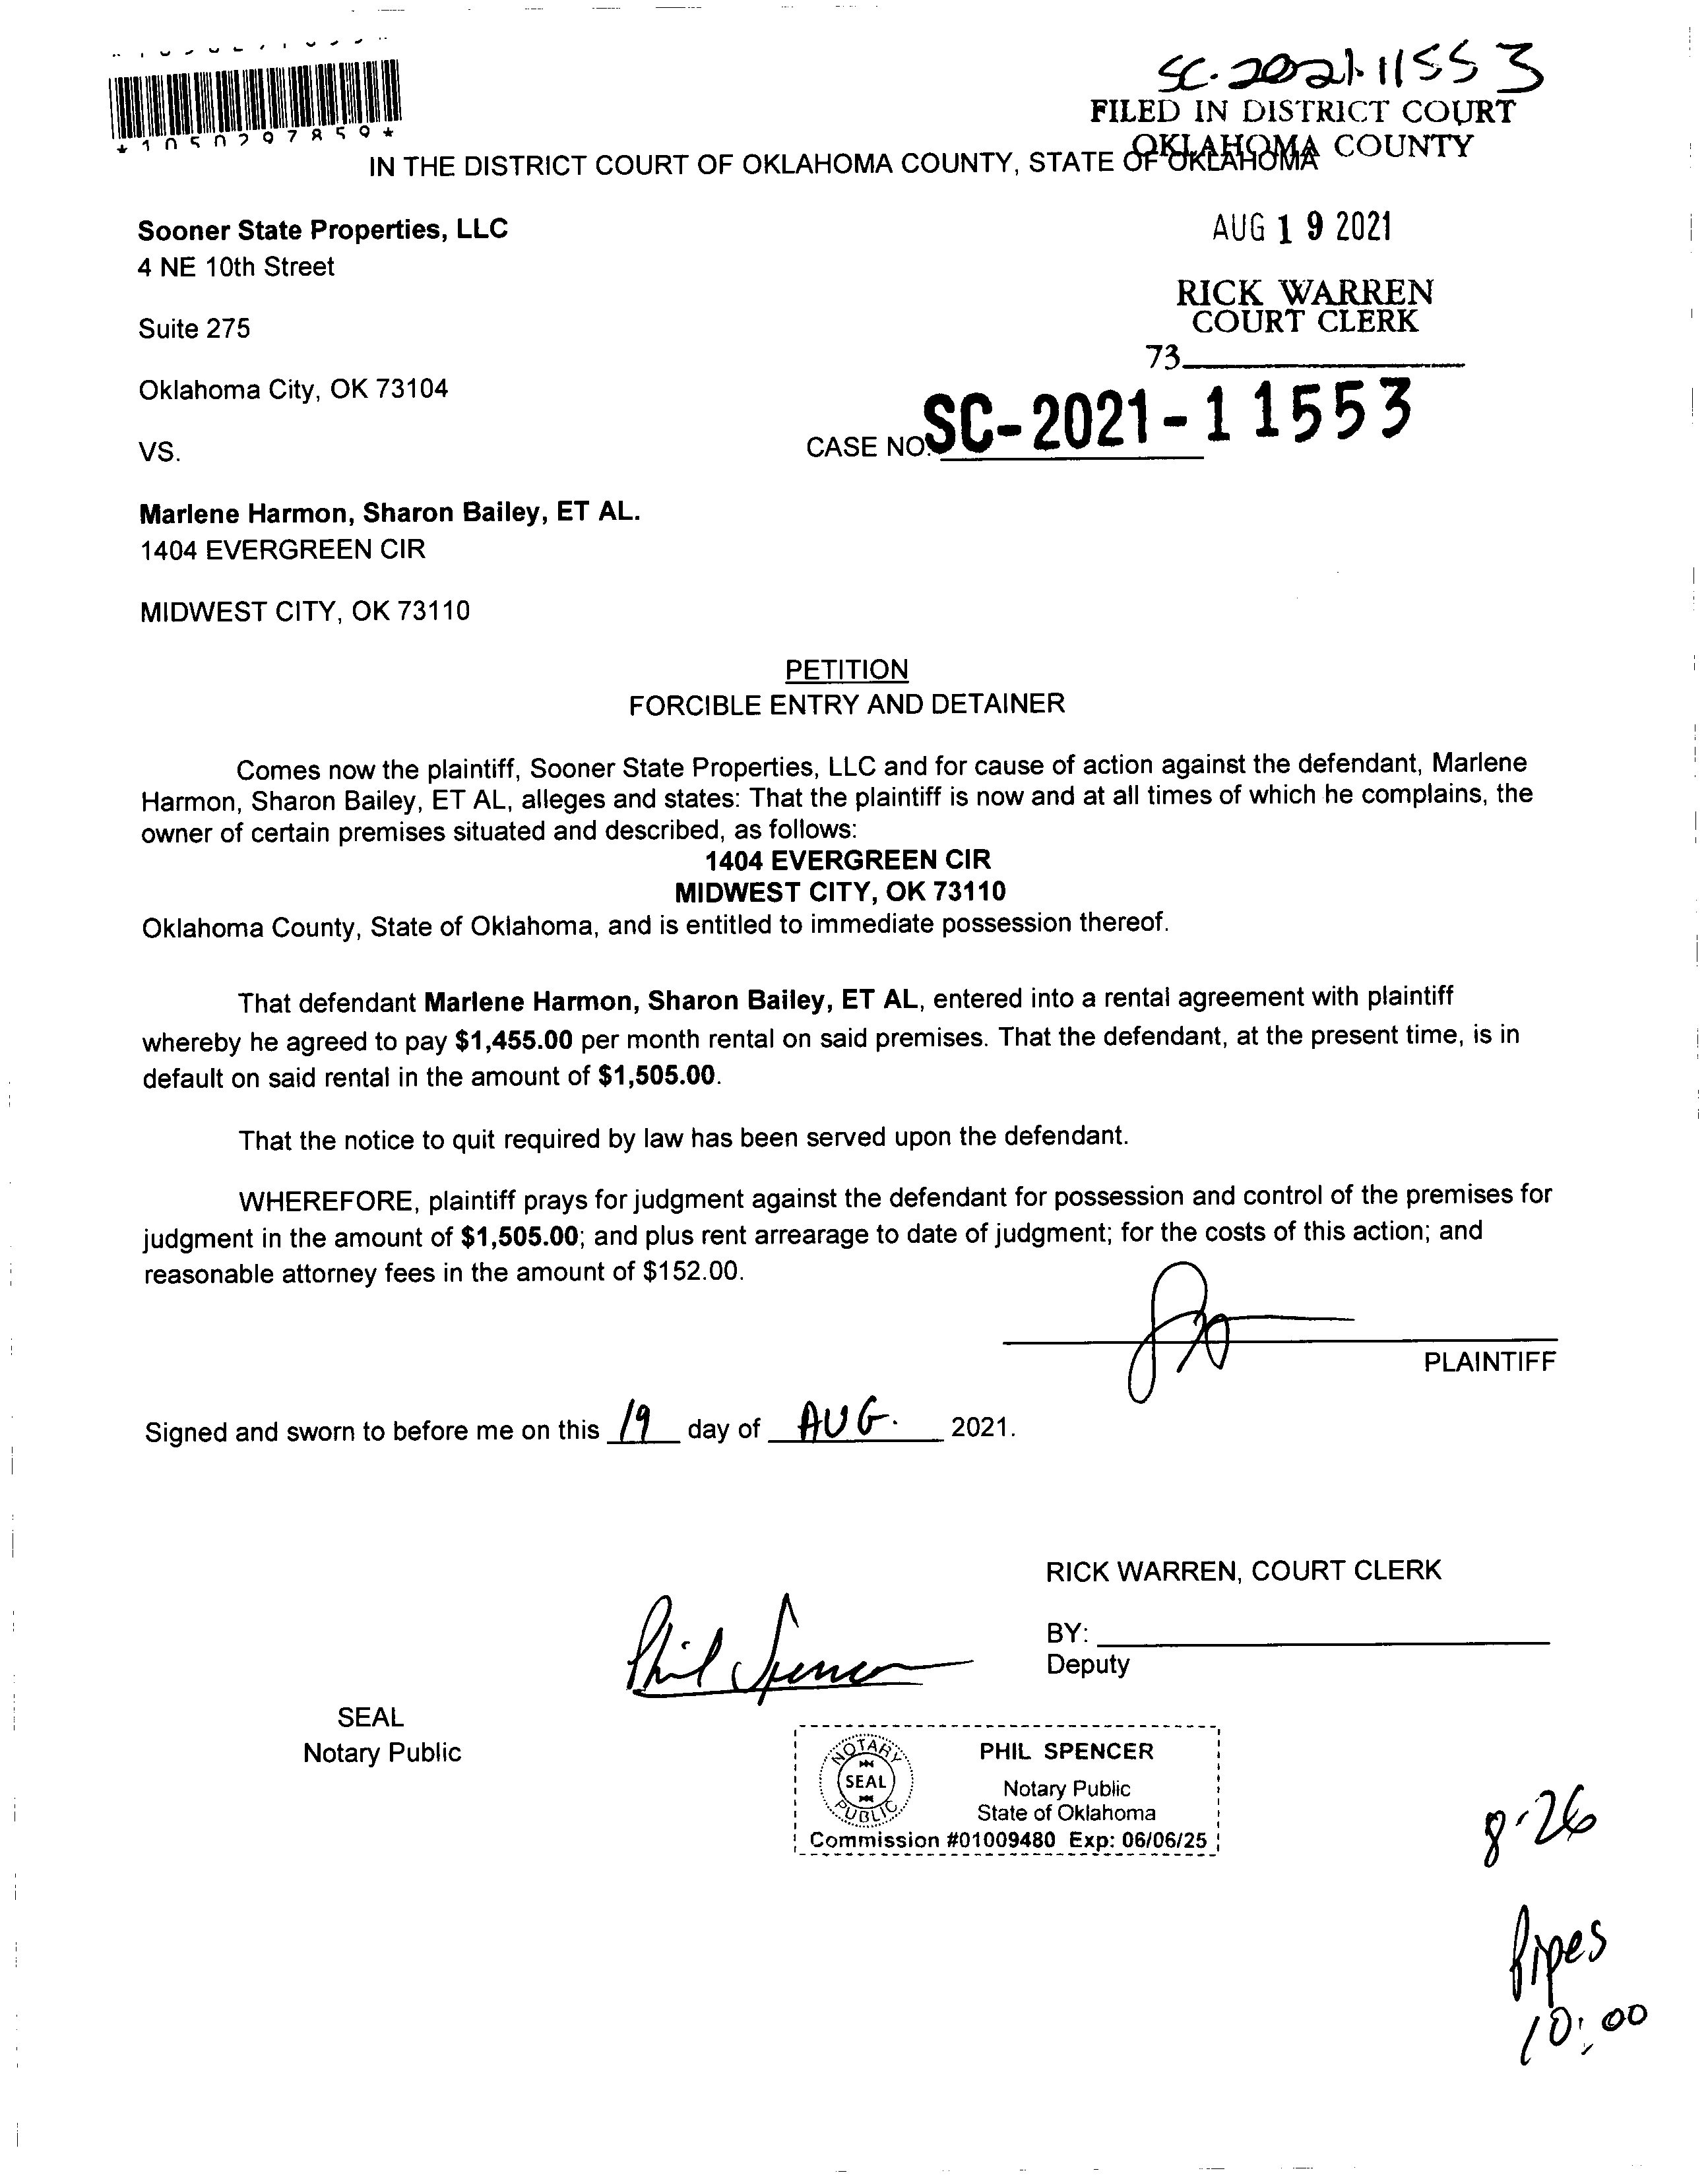 SC-2021-11553
FILED IN DISTRICT COURT
OKLAHOMA COUNTY
*1050297859*
IN THE DISTRICT COURT OF OKLAHOMA COUNTY, STATE OF OKLAHOMA
Sooner State Properties, LLC
4 NE 10th Street
AUG 19 2021
Suite 275
RICK WARREN
COURT CLERK
73
Oklahoma City, OK 73104
VS.
CASE NO. SC-2021-11553
Marlene Harmon, Sharon Bailey, ET AL.
1404 EVERGREEN CIR
MIDWEST CITY, OK 73110
PETITION
FORCIBLE ENTRY AND DETAINER
Comes now the plaintiff, Sooner State Properties, LLC and for cause of action against the defendant, Marlene
Harmon, Sharon Bailey, ET AL, alleges and states: That the plaintiff is now and at all times of which he complains, the
owner of certain premises situated and described, as follows:
1404 EVERGREEN CIR
MIDWEST CITY, OK 73110
Oklahoma County, State of Oklahoma, and is entitled to immediate possession thereof.
That defendant Marlene Harmon, Sharon Bailey, ET AL, entered into a rental agreement with plaintiff
whereby he agreed to pay $1,455.00 per month rental on said premises. That the defendant, at the present time, is in
default on said rental in the amount of $1,505.00.
That the notice to quit required by law has been served upon the defendant.
WHEREFORE, plaintiff prays for judgment against the defendant for possession and control of the premises for
judgment in the amount of $1,505.00; and plus rent arrearage to date of judgment; for the costs of this action; and
reasonable attorney fees in the amount of $152.00.
PLAINTIFF
Signed and sworn to before me on this 19 day of AUG. 2021.
RICK WARREN, COURT CLERK
BY:
Deputy
Phil Spencer
SEAL
Notary Public
NOTARY PUBLIC
SEAL
PHIL SPENCER
Notary Public
State of Oklahoma
Commission #01009480 Exp: 06/06/25
8-26
Pipes
10:00